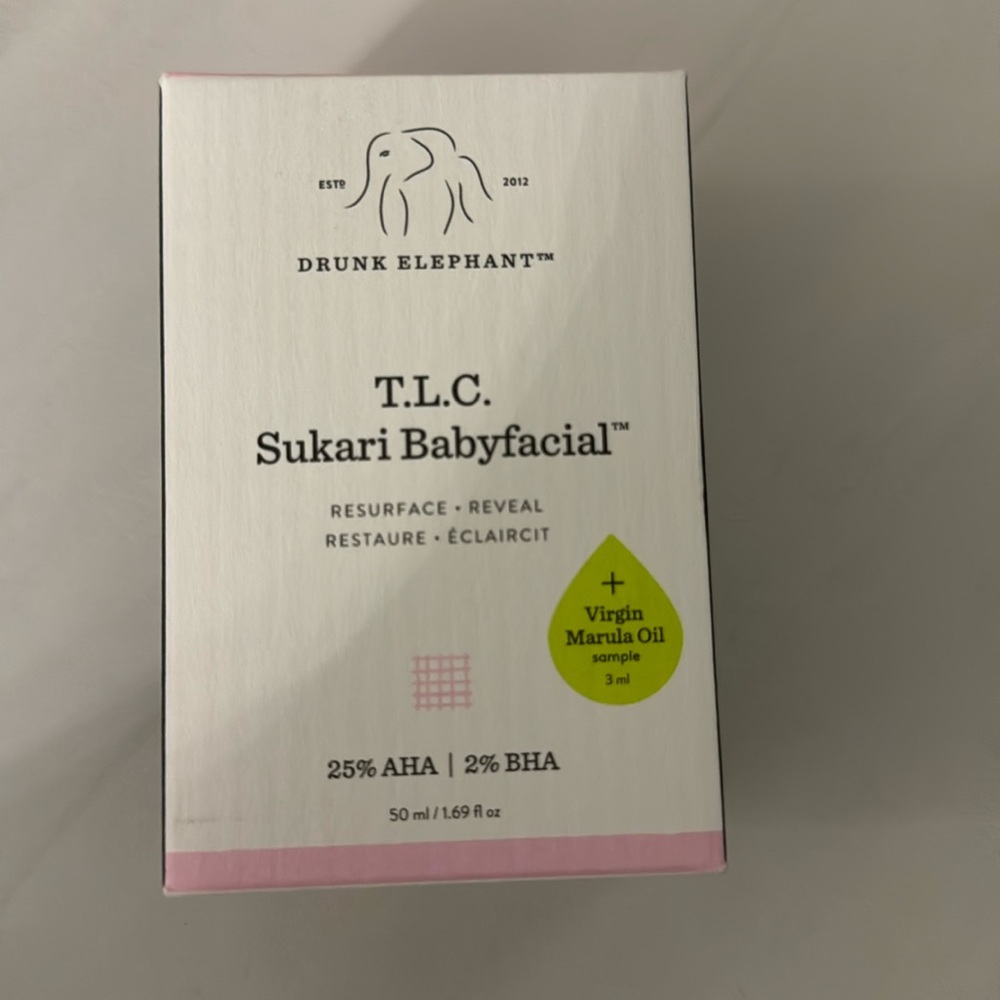 ESTD 2012
DRUNK ELEPHANT™
T.L.C.
Sukari Babyfacial™
RESURFACE • REVEAL
RESTAURE • ÉCLAIRCIT
+
Virgin
Marula Oil
sample
3 ml
25% AHA | 2% BHA
50 ml / 1.69 fl oz